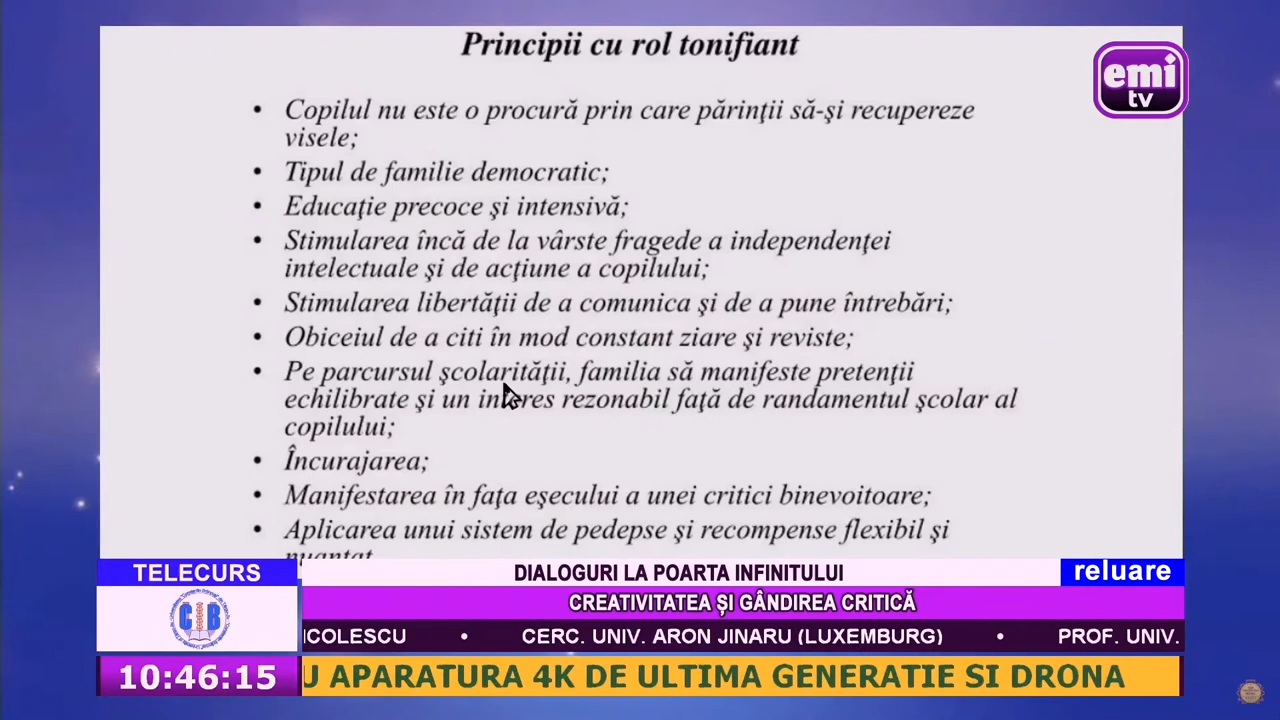 Principii cu rol tonifiant
emi
tv
• Copilul nu este o procură prin care părinţii să-şi recupereze
visele;
• Tipul de familie democratic;
• Educaţie precoce şi intensivă;
• Stimularea încă de la vârste fragede a independenţei
intelectuale şi de acţiune a copilului;
• Stimularea libertăţii de a comunica şi de a pune întrebări;
• Obiceiul de a citi în mod constant ziare şi reviste;
• Pe parcursul şcolarităţii, familia să manifeste pretenţii
echilibrate şi un interes rezonabil faţă de randamentul şcolar al
copilului;
• Încurajarea;
• Manifestarea în faţa eşecului a unei critici binevoitoare;
• Aplicarea unui sistem de pedepse şi recompense flexibil şi
nuanţat
TELECURS
DIALOGURI LA POARTA INFINITULUI
reluare
CREATIVITATEA ȘI GÂNDIREA CRITICĂ
CB
ICOLESCU • CERC. UNIV. ARON JINARU (LUXEMBURG) • PROF. UNIV.
10:46:15
U APARATURA 4K DE ULTIMA GENERATIE SI DRONA